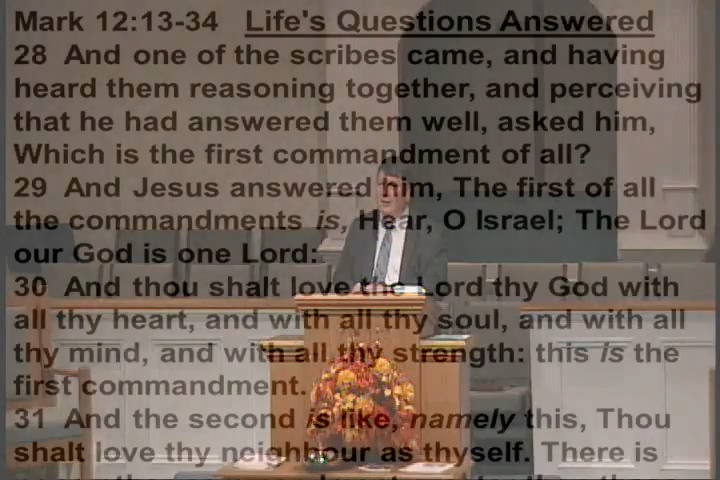 Mark 12:13-34 Life's Questions Answered
28 And one of the scribes came, and having
heard them reasoning together, and perceiving
that he had answered them well, asked him,
Which is the first commandment of all?
29 And Jesus answered him, The first of all
the commandments is, Hear, O Israel; The Lord
our God is one Lord:
30 And thou shalt love the Lord thy God with
all thy heart, and with all thy soul, and with all
thy mind, and with all thy strength: this is the
first commandment.
31 And the second is like, namely this, Thou
shalt love thy neighbour as thyself. There is